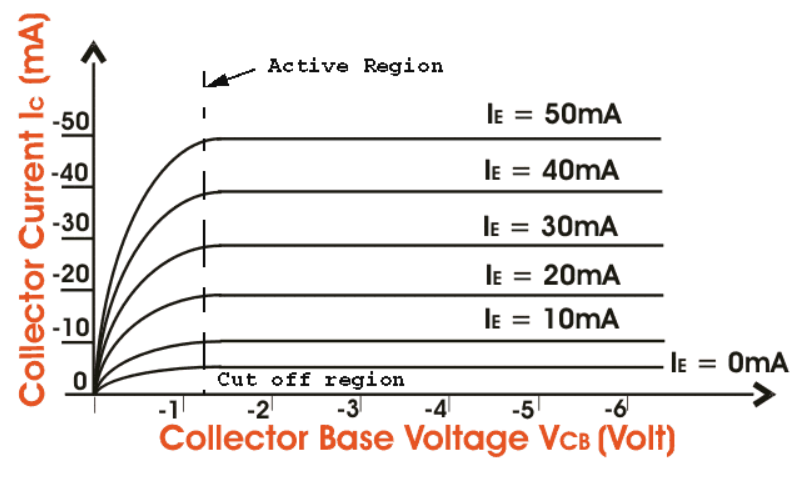 Collector Current Ic (mA)
Active Region
IE = 50mA
-50
IE = 40mA
-40
IE = 30mA
-30
IE = 20mA
-20
IE = 10mA
-10
IE = 0mA
0
Cut off region
-1 -2 -3 -4 -5 -6
Collector Base Voltage VCB (Volt)